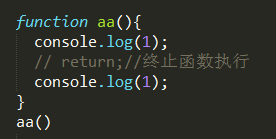 function aa(){
  console.log(1);
  // return;//终止函数执行
  console.log(1);
}
aa()